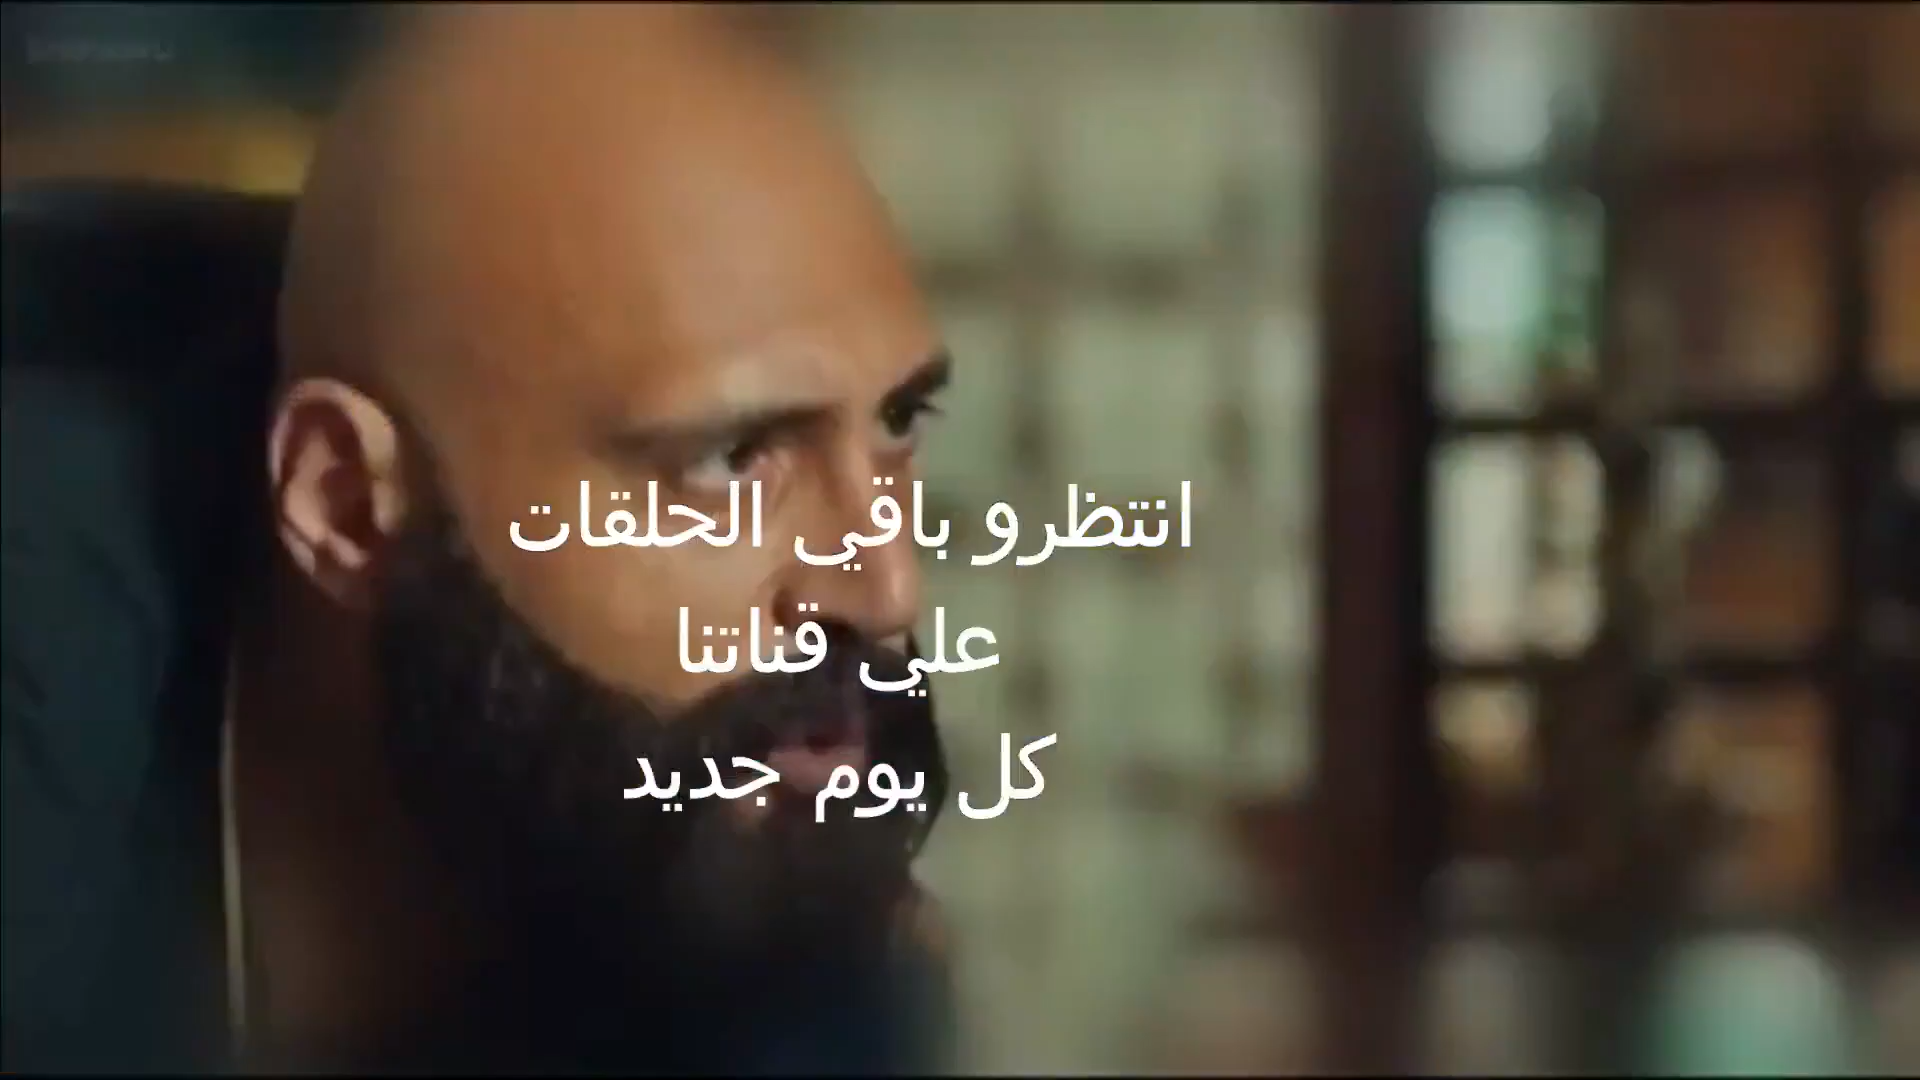 انتظرو باقي الحلقات
علي قناتنا
كل يوم جديد